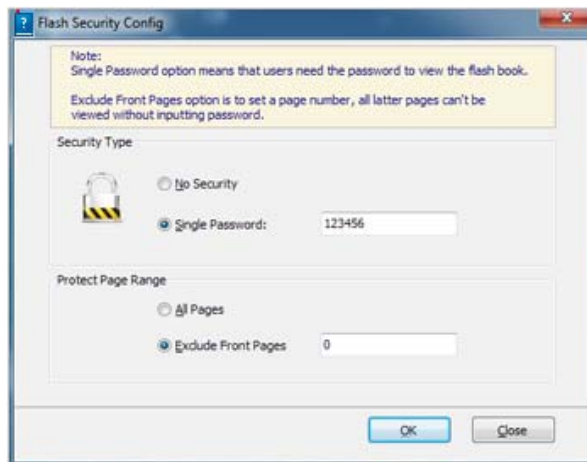 Flash Security Config
Note:
Single Password option means that users need the password to view the flash book.
Exclude Front Pages option is to set a page number, all latter pages can't be
viewed without inputting password.
Security Type
No Security
Single Password: 123456
Protect Page Range
All Pages
Exclude Front Pages 0
OK Close